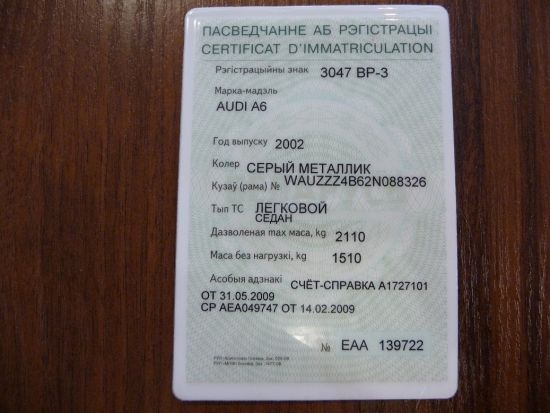 ПАСВЕДЧАННЕ АБ РЭГІСТРАЦЫІ
CERTIFICAT D'IMMATRICULATION
Рэгістрацыйны знак 3047 ВР-3
Марка-мадэль
AUDI A6
Год выпуску 2002
Колер СЕРЫЙ МЕТАЛЛИК
Кузаў (рама) № WAUZZZ4B62N088326
Тып ТС ЛЕГКОВОЙ
СЕДАН
Дазволеная max маса, kg 2110
Маса без нагрузкі, kg 1510
Асобыя адзнакі СЧЁТ-СПРАВКА А1727101
ОТ 31.05.2009
СР АЕА049747 ОТ 14.02.2009
№ ЕАА 139722